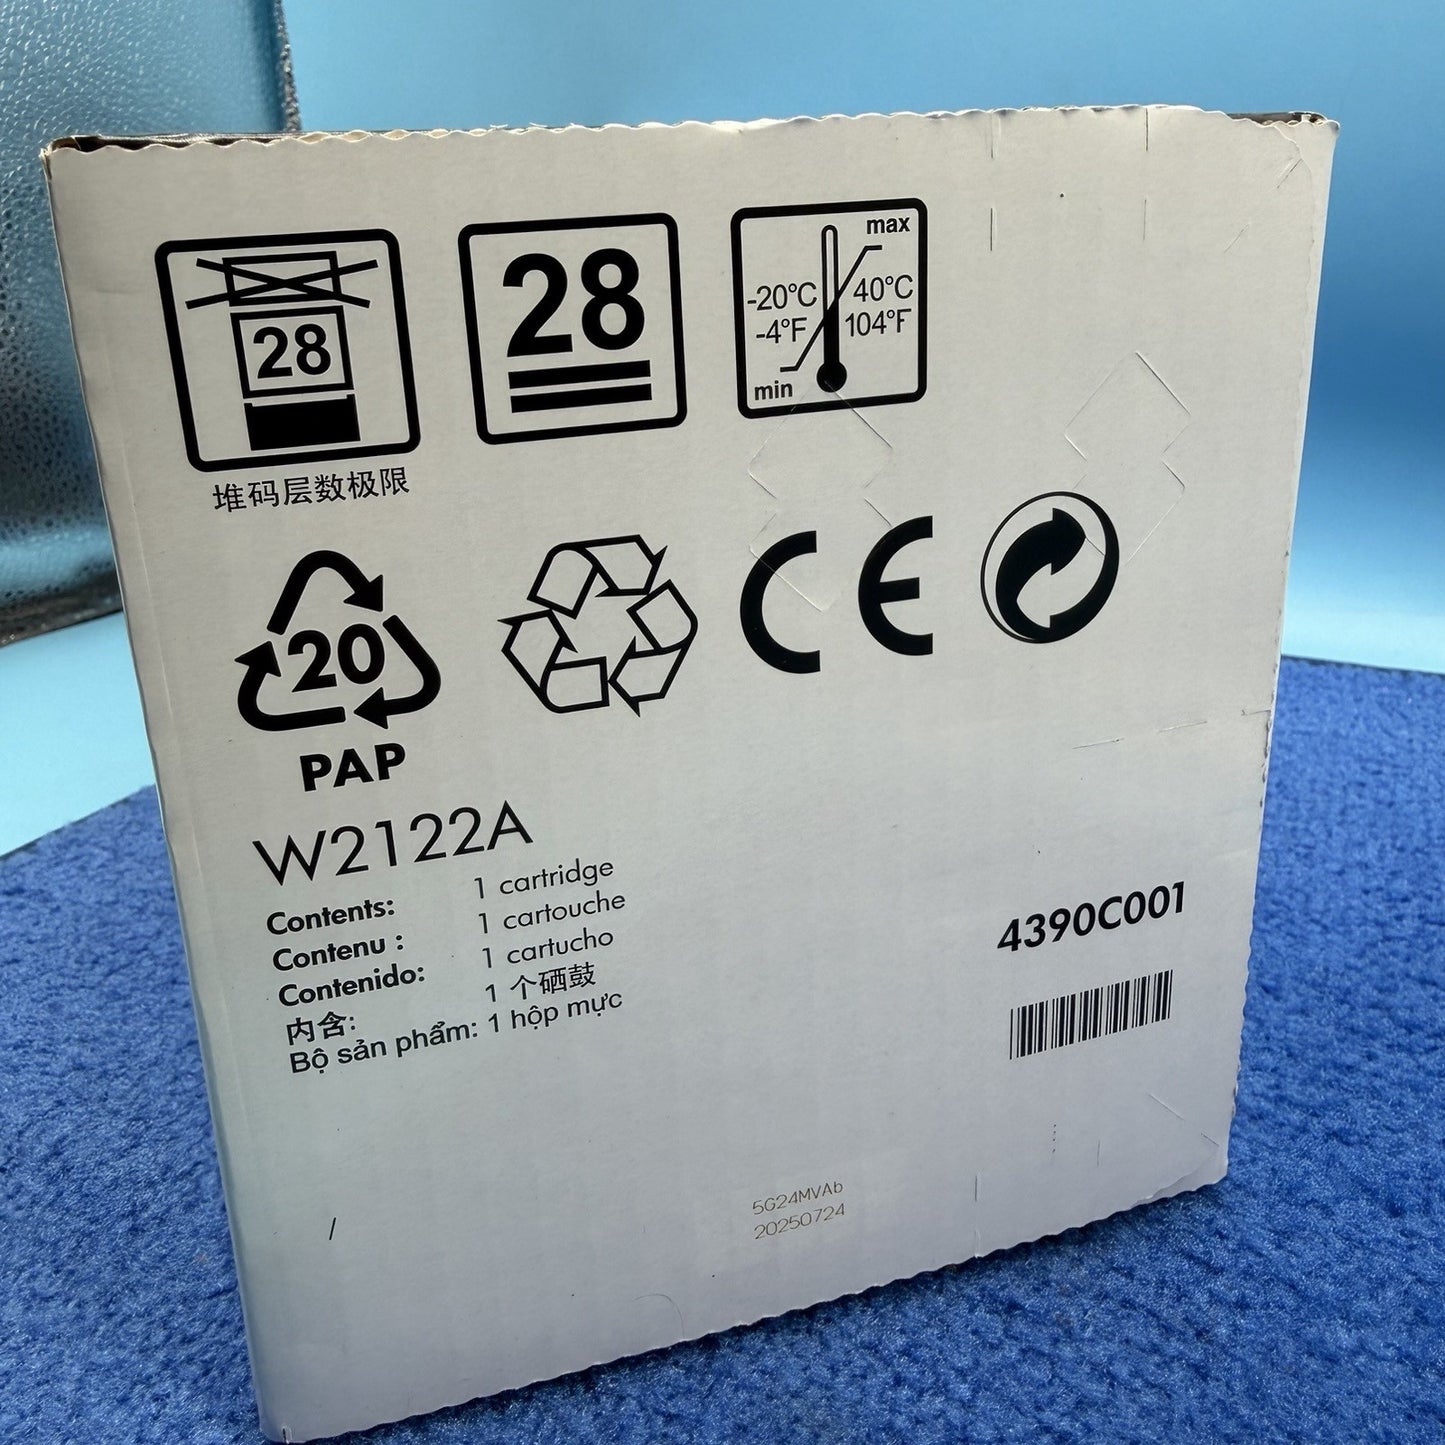 28
28
max
-20°C 40°C
-4°F 104°F
min
堆码层数极限
20
PAP
CE
W2122A
Contents: 1 cartridge
Contenu : 1 cartouche
Contenido: 1 cartucho
内含: 1 个硒鼓
Bộ sản phẩm: 1 hộp mực
4390C001
5G24MVAb
20250724